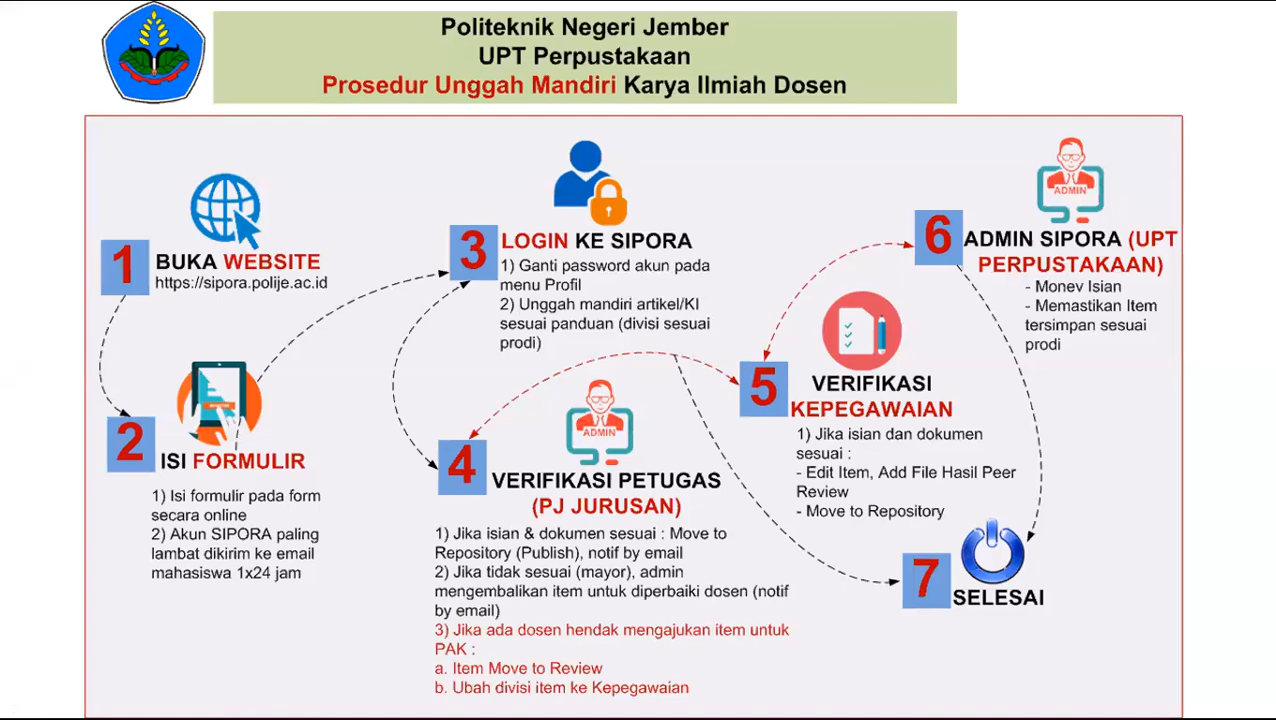 Politeknik Negeri Jember
UPT Perpustakaan
Prosedur Unggah Mandiri Karya Ilmiah Dosen
1
BUKA WEBSITE
https://sipora.polije.ac.id
2
ISI FORMULIR
1) Isi formulir pada form
secara online
2) Akun SIPORA paling
lambat dikirim ke email
mahasiswa 1x24 jam
3
LOGIN KE SIPORA
1) Ganti password akun pada
menu Profil
2) Unggah mandiri artikel/KI
sesuai panduan (divisi sesuai
prodi)
ADMIN
4
VERIFIKASI PETUGAS
(PJ JURUSAN)
1) Jika isian & dokumen sesuai : Move to
Repository (Publish), notif by email
2) Jika tidak sesuai (mayor), admin
mengembalikan item untuk diperbaiki dosen (notif
by email)
3) Jika ada dosen hendak mengajukan item untuk
PAK :
a. Item Move to Review
b. Ubah divisi item ke Kepegawaian
5
VERIFIKASI
KEPEGAWAIAN
1) Jika isian dan dokumen
sesuai :
- Edit Item, Add File Hasil Peer
Review
- Move to Repository
ADMIN
6
ADMIN SIPORA (UPT
PERPUSTAKAAN)
- Monev Isian
- Memastikan Item
tersimpan sesuai
prodi
7
SELESAI